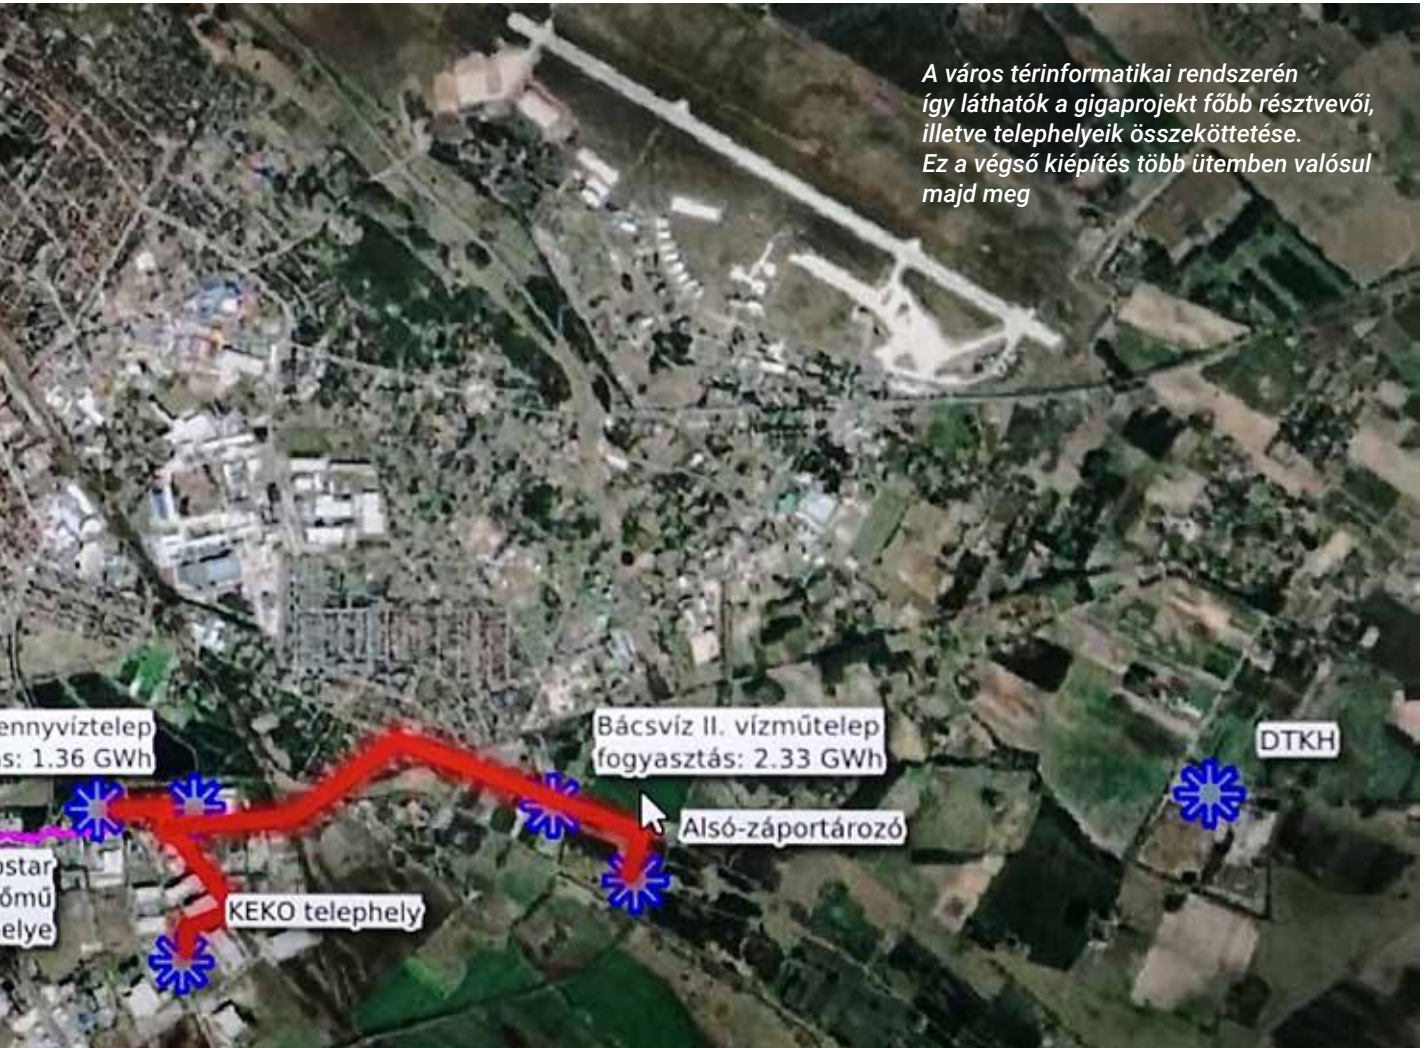 A város térinformatikai rendszerén
így láthatók a gigaprojekt főbb résztvevői,
illetve telephelyeik összeköttetése.
Ez a végső kiépítés több ütemben valósul
majd meg
ennyvíztelep
s: 1.36 GWh
Bácsvíz II. vízműtelep
fogyasztás: 2.33 GWh
DTKH
Alsó-záportározó
star
őmű
elye
KEKO telephely